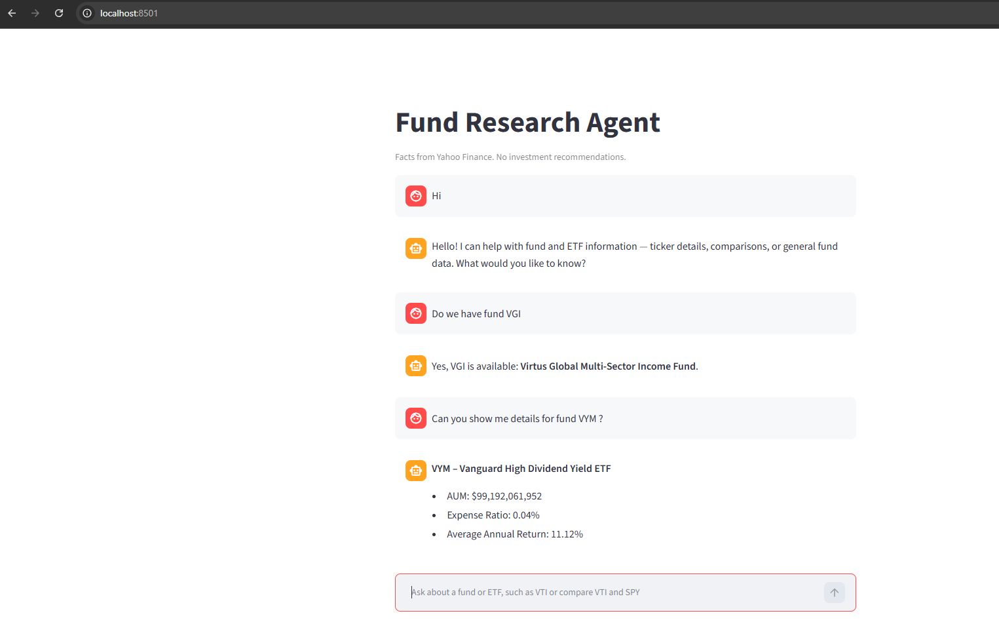 localhost:8501
Fund Research Agent
Facts from Yahoo Finance. No investment recommendations.
Hi
Hello! I can help with fund and ETF information — ticker details, comparisons, or general fund
data. What would you like to know?
Do we have fund VGI
Yes, VGI is available: Virtus Global Multi-Sector Income Fund.
Can you show me details for fund VYM ?
VYM – Vanguard High Dividend Yield ETF
• AUM: $99,192,061,952
• Expense Ratio: 0.04%
• Average Annual Return: 11.12%
Ask about a fund or ETF, such as VTI or compare VTI and SPY